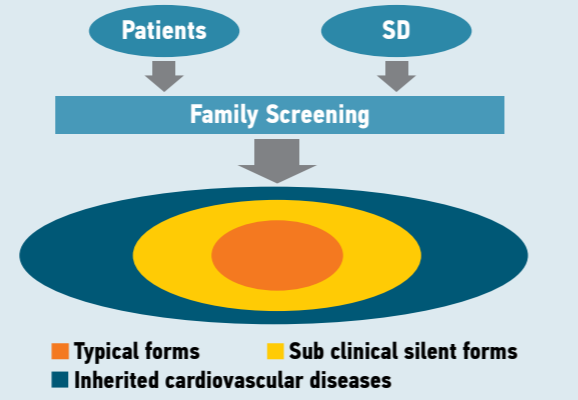 Patients
SD
Family Screening
Typical forms
Sub clinical silent forms
Inherited cardiovascular diseases